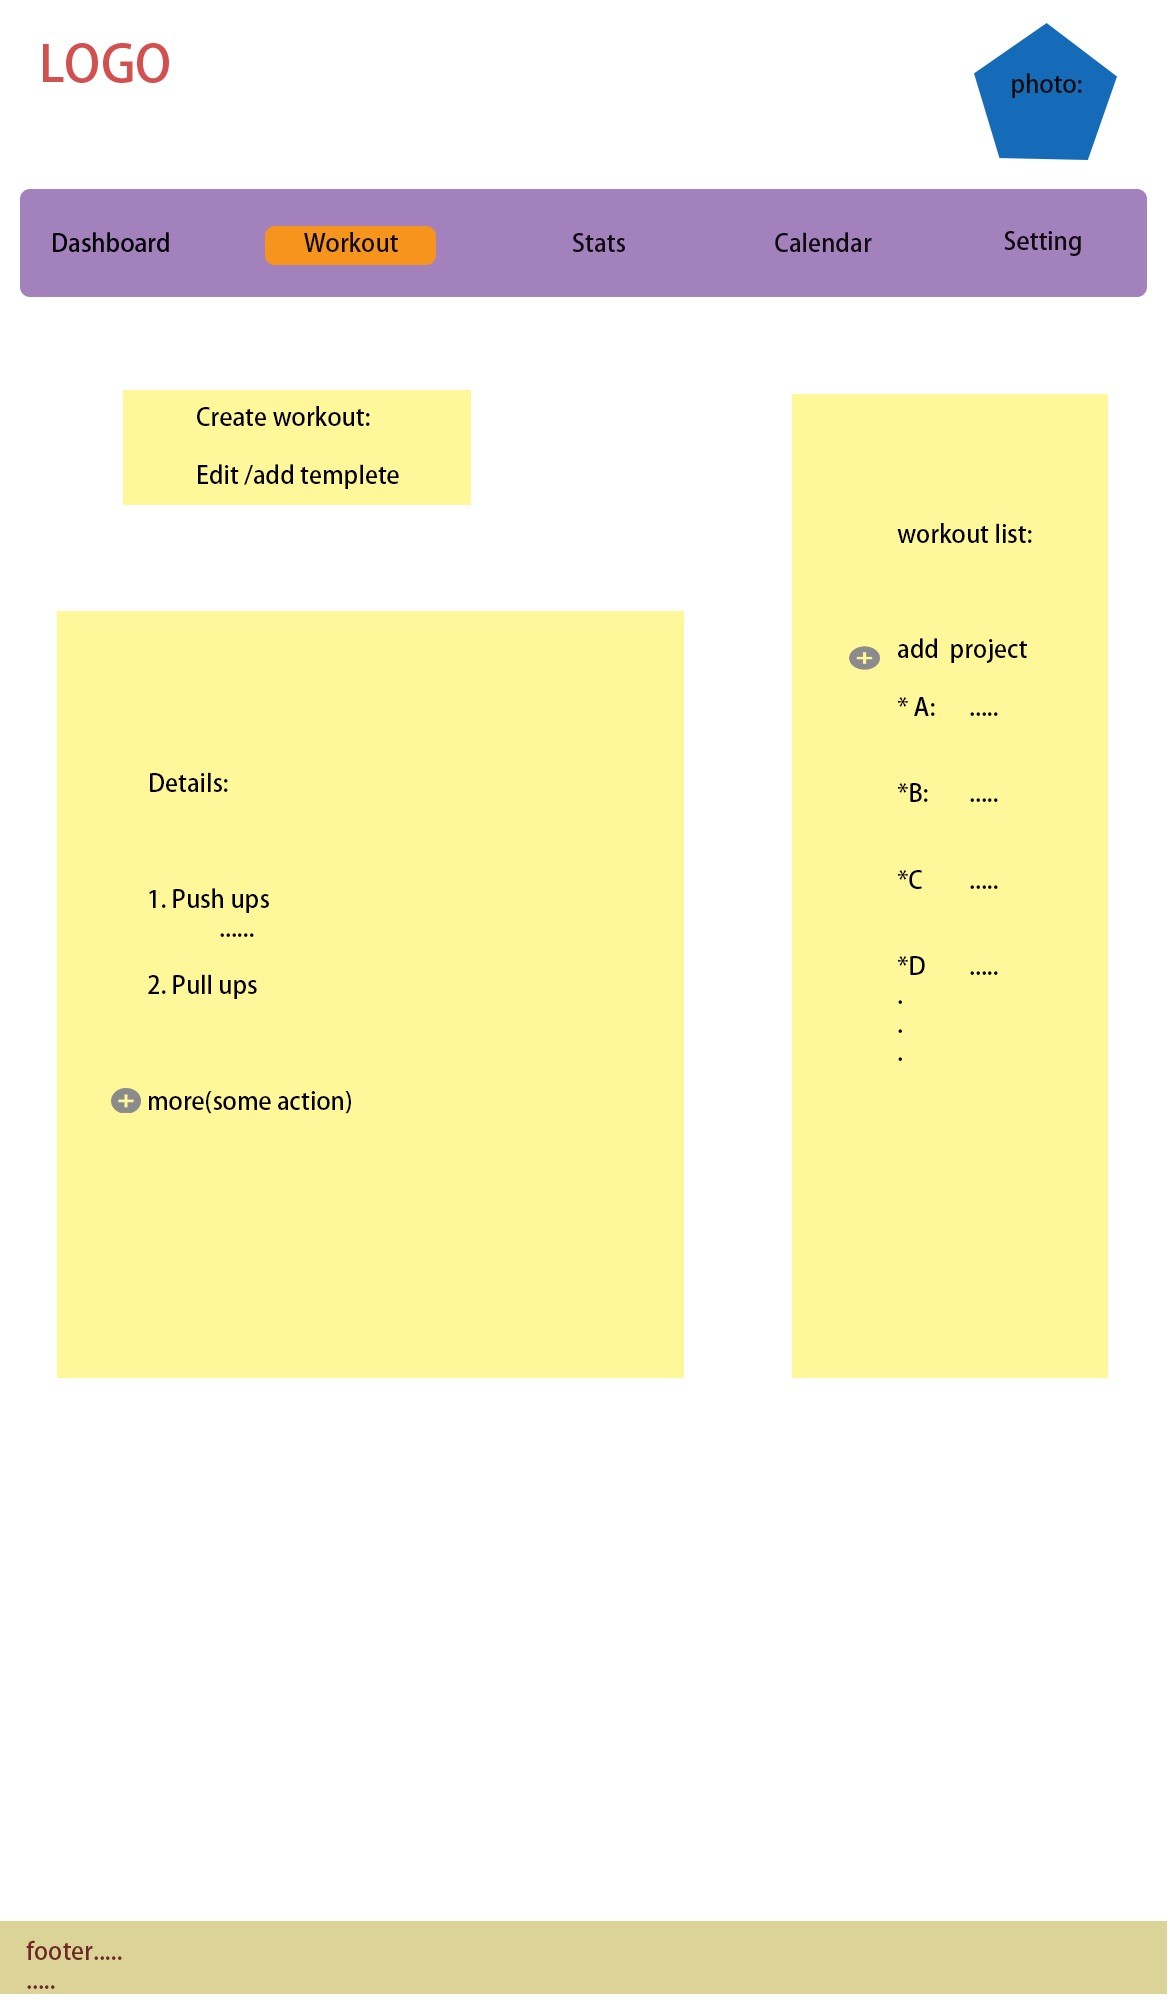 LOGO
photo:
Dashboard
Workout
Stats
Calendar
Setting
Create workout:
Edit /add templete
Details:
1. Push ups
......
2. Pull ups
more(some action)
workout list:
add  project
* A: .....
*B: .....
*C .....
*D .....
.
.
.
footer.....
.....